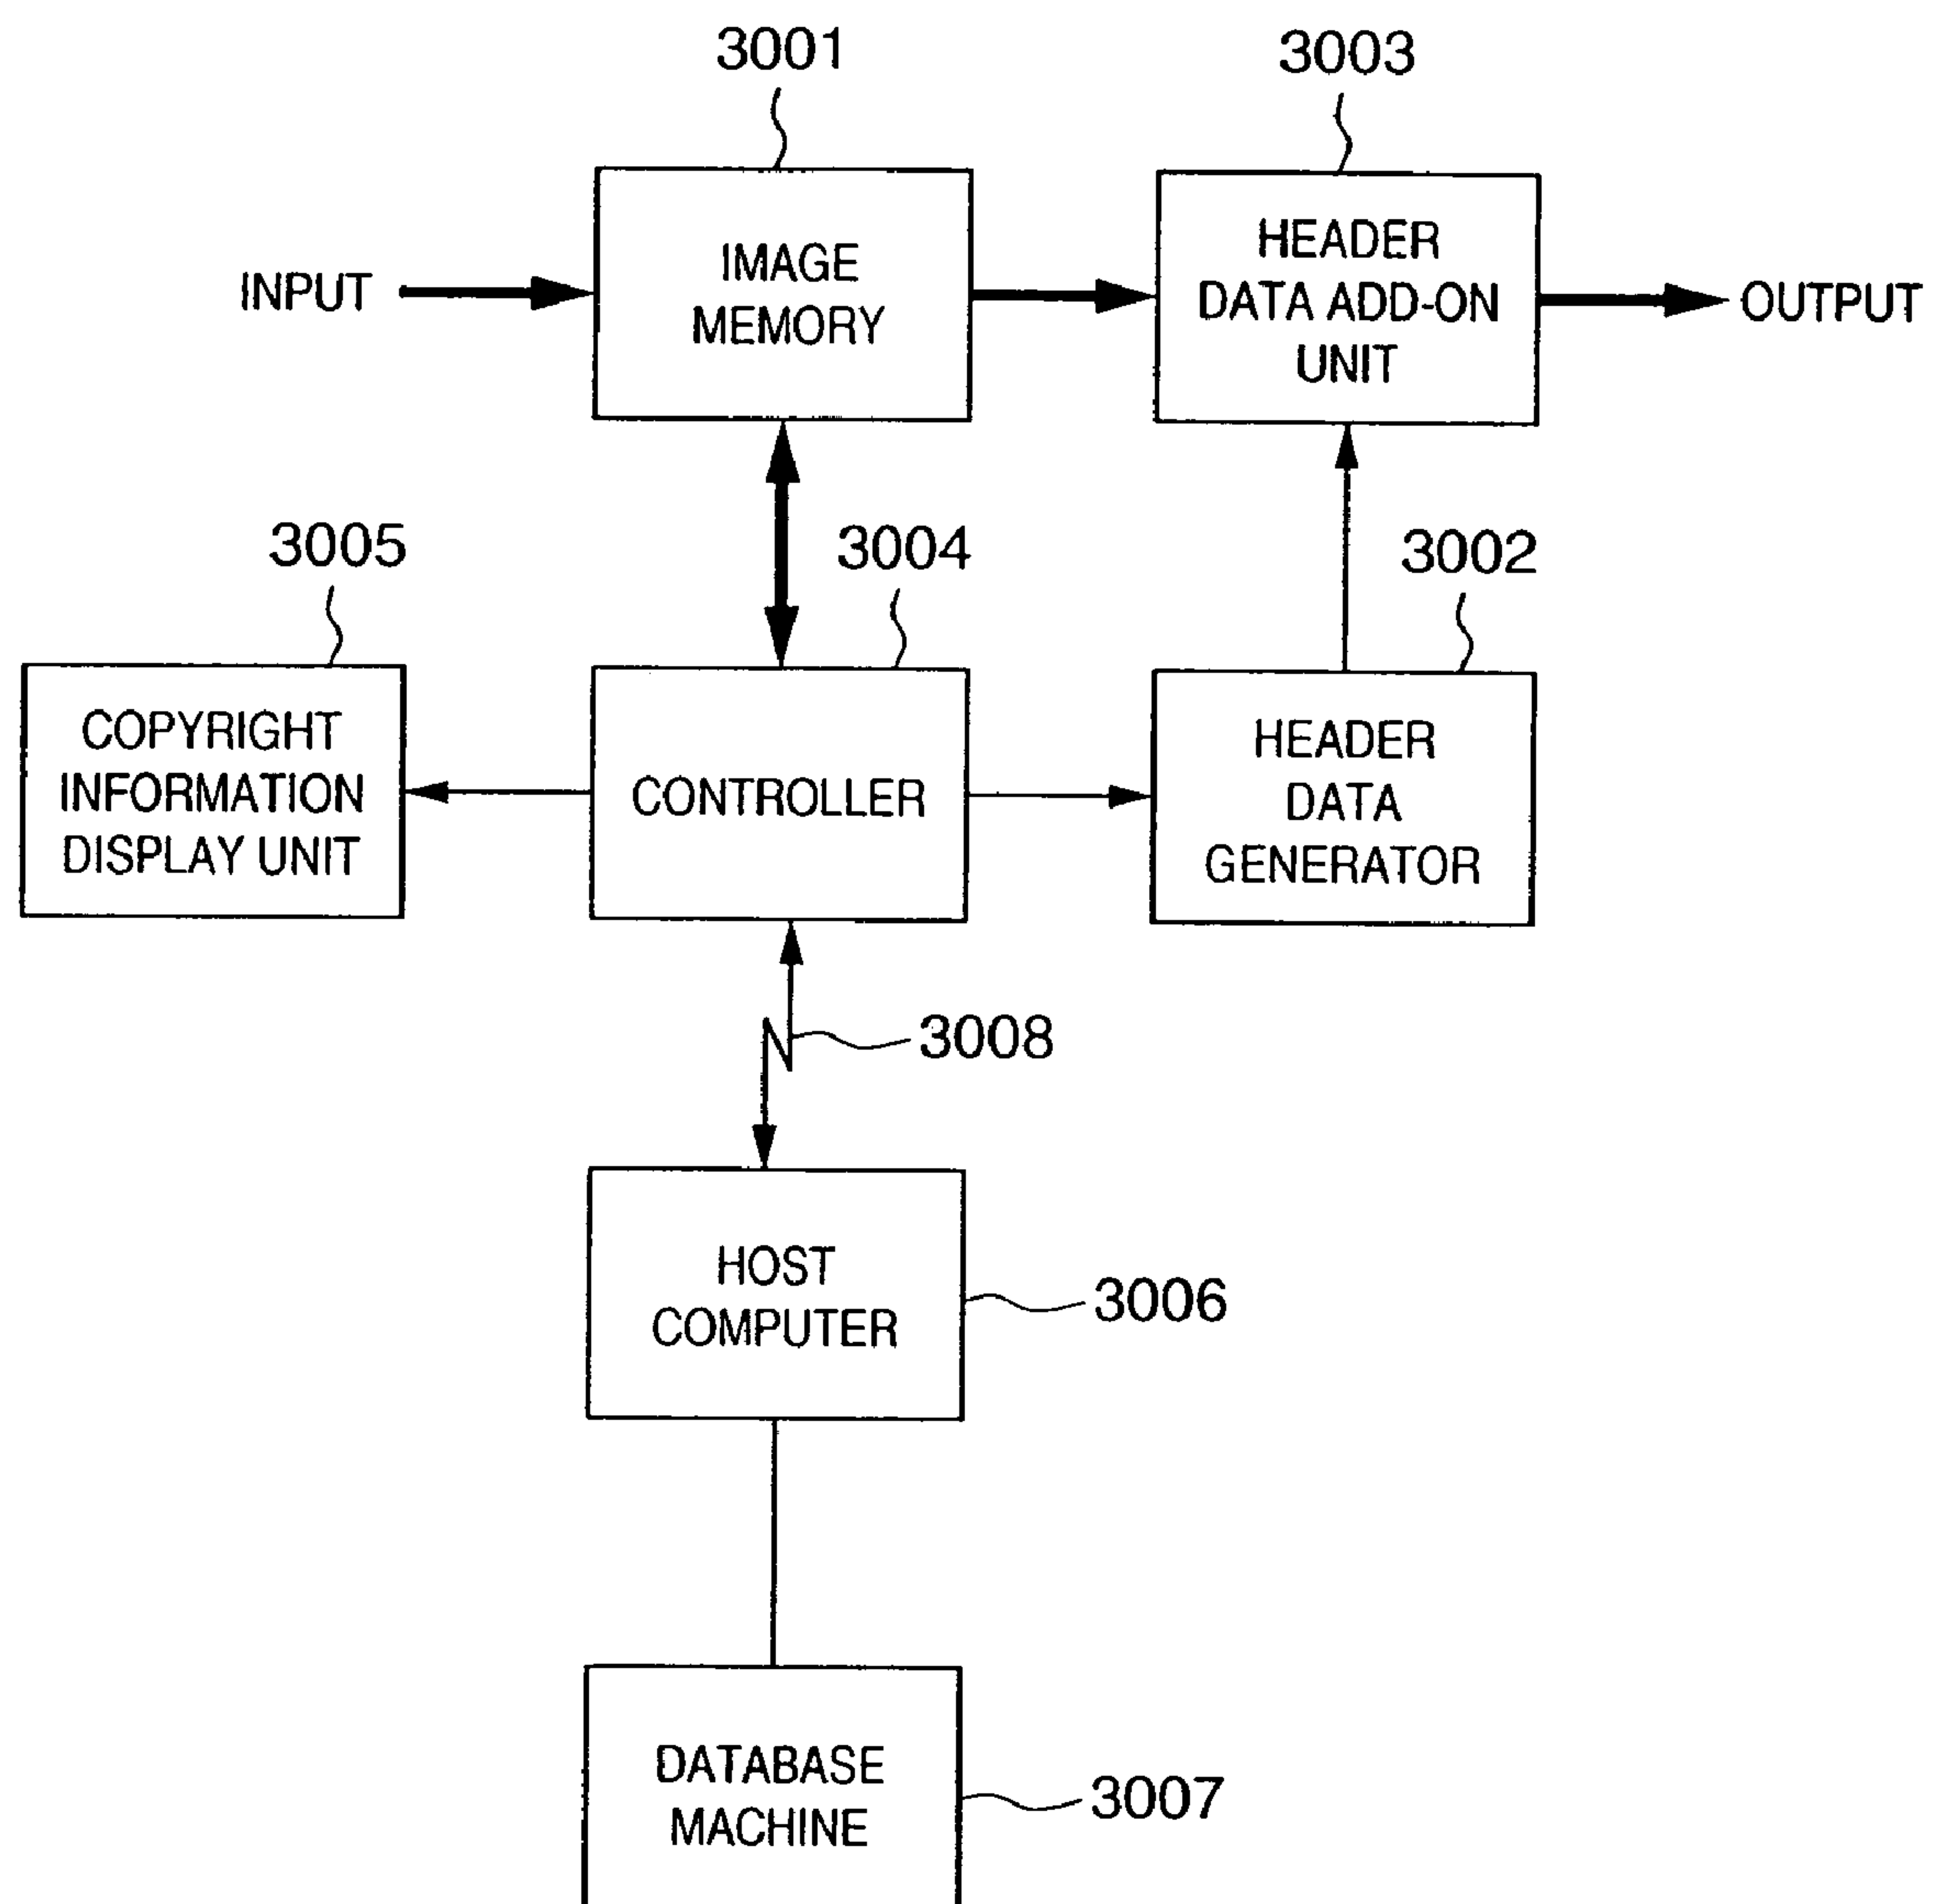 3001
3003
INPUT
IMAGE
MEMORY
HEADER
DATA ADD-ON
UNIT
OUTPUT
3005
3004
3002
COPYRIGHT
INFORMATION
DISPLAY UNIT
CONTROLLER
HEADER
DATA
GENERATOR
3008
HOST
COMPUTER
3006
DATABASE
MACHINE
3007